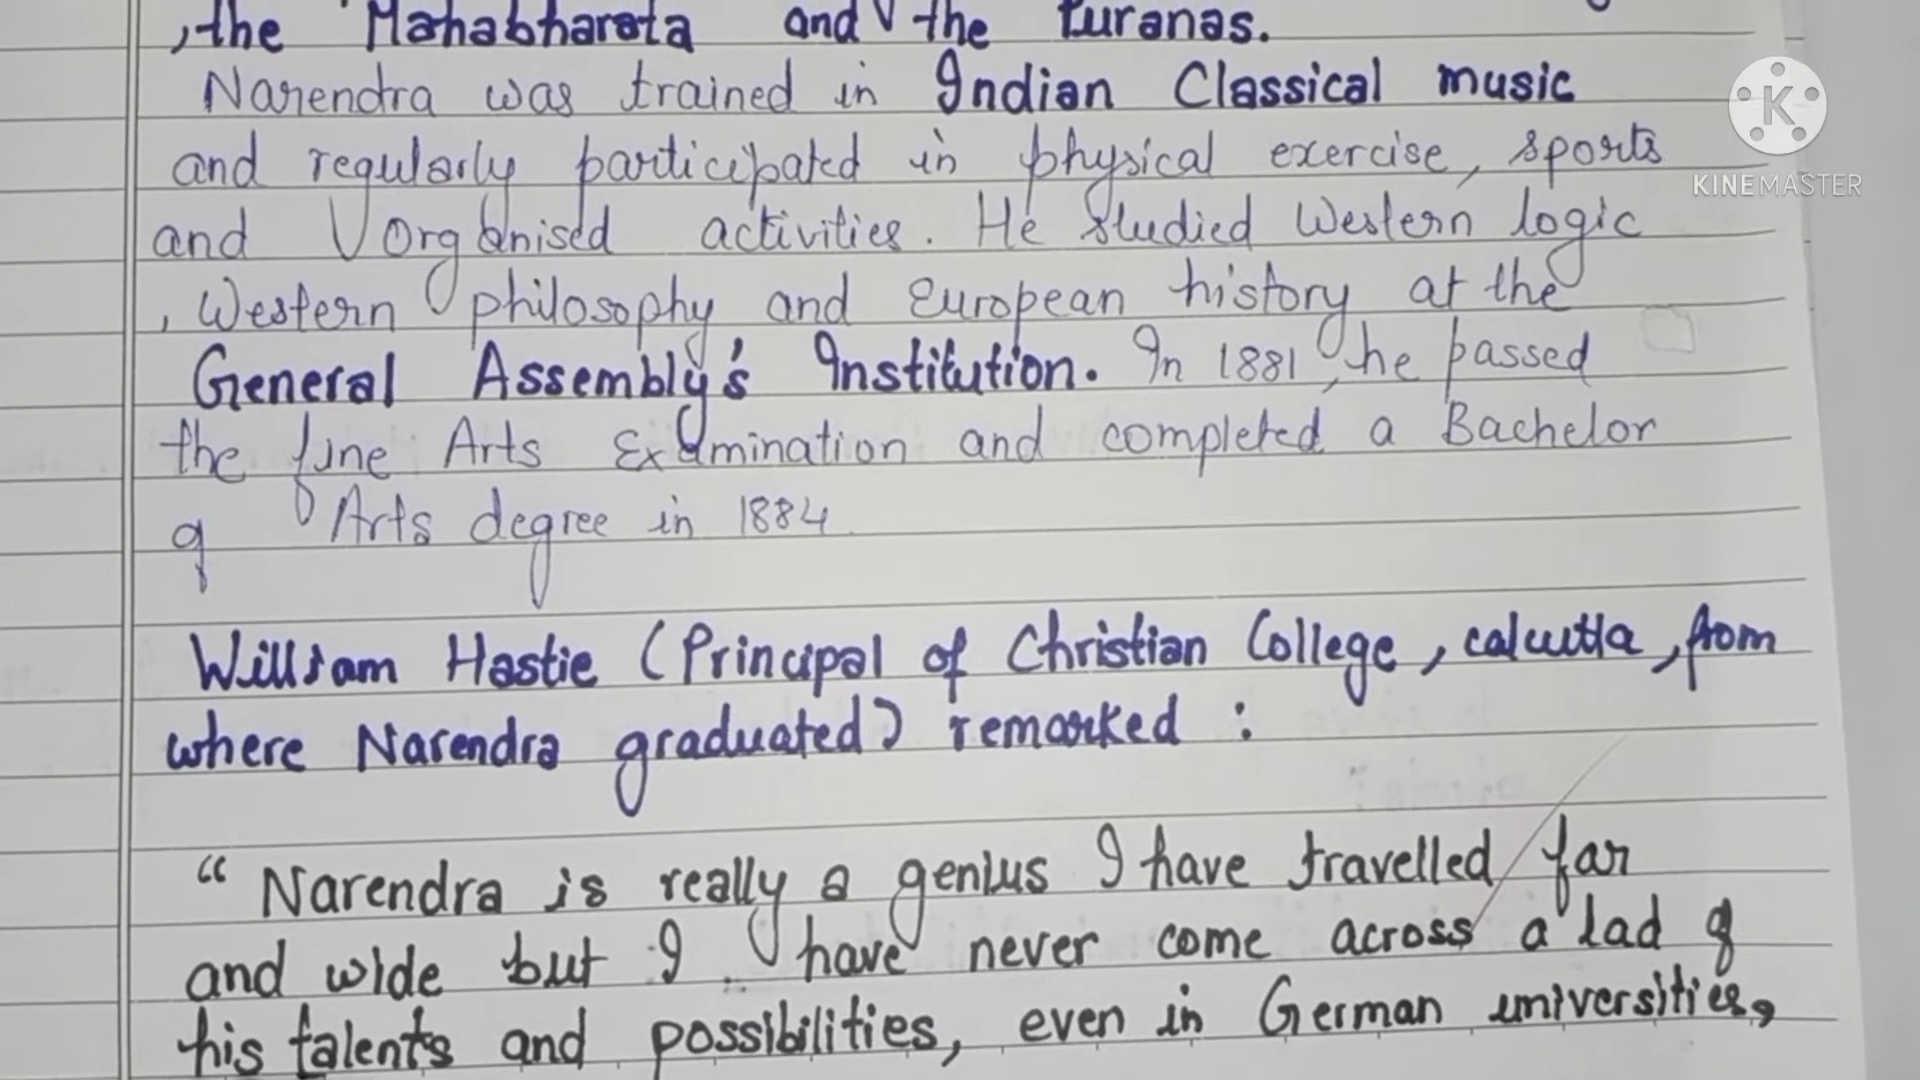 ,the Mahabharata and the Puranas.
Narendra was trained in Indian Classical music
and regularly participated in physical exercise, sports
and organised activities. He studied Western logic
, Western philosophy and European history at the
General Assembly's Institution. In 1881, he passed
the fine Arts Examination and completed a Bachelor
of Arts degree in 1884.
William Hastie (Principal of Christian College, calcutta, from
where Narendra graduated) remarked :
“ Narendra is really a genius I have travelled far
and wide but I have never come across a lad of
his talents and possibilities, even in German universities,
K
KINEMASTER